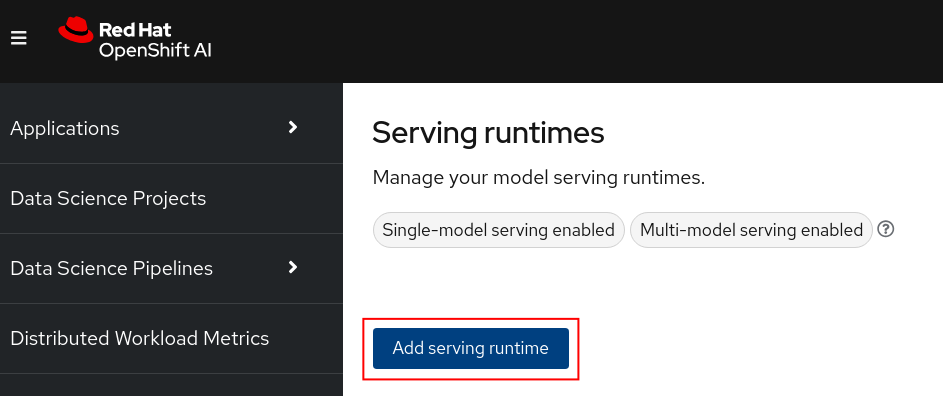 Red Hat
OpenShift AI
Applications
Data Science Projects
Data Science Pipelines
Distributed Workload Metrics
Serving runtimes
Manage your model serving runtimes.
Single-model serving enabled
Multi-model serving enabled
Add serving runtime